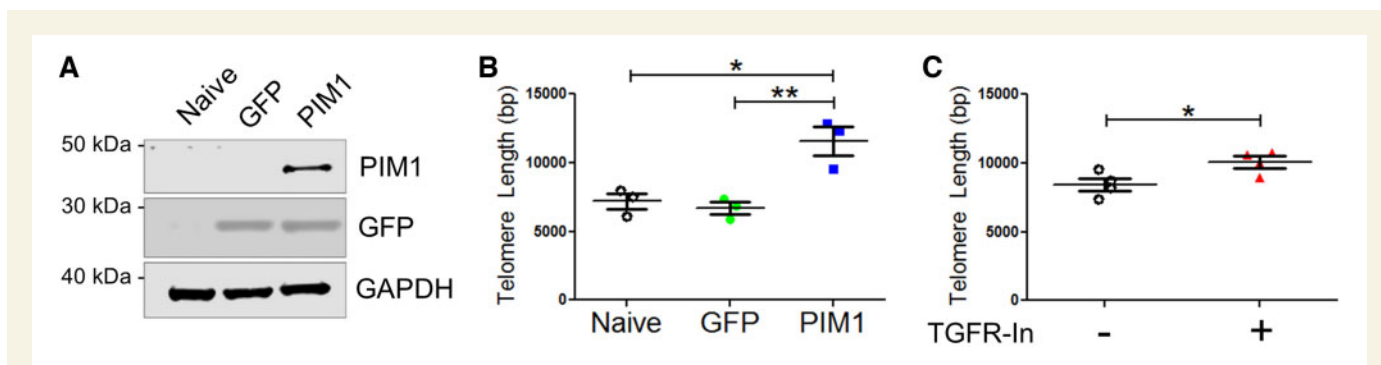 A
Naive GFP PIM1
50 kDa
PIM1
30 kDa
GFP
40 kDa
GAPDH
B
Telomere Length (bp)
15000
10000
5000
0
*
**
Naive GFP PIM1
C
Telomere Length (bp)
15000
10000
5000
0
*
TGFR-In - +